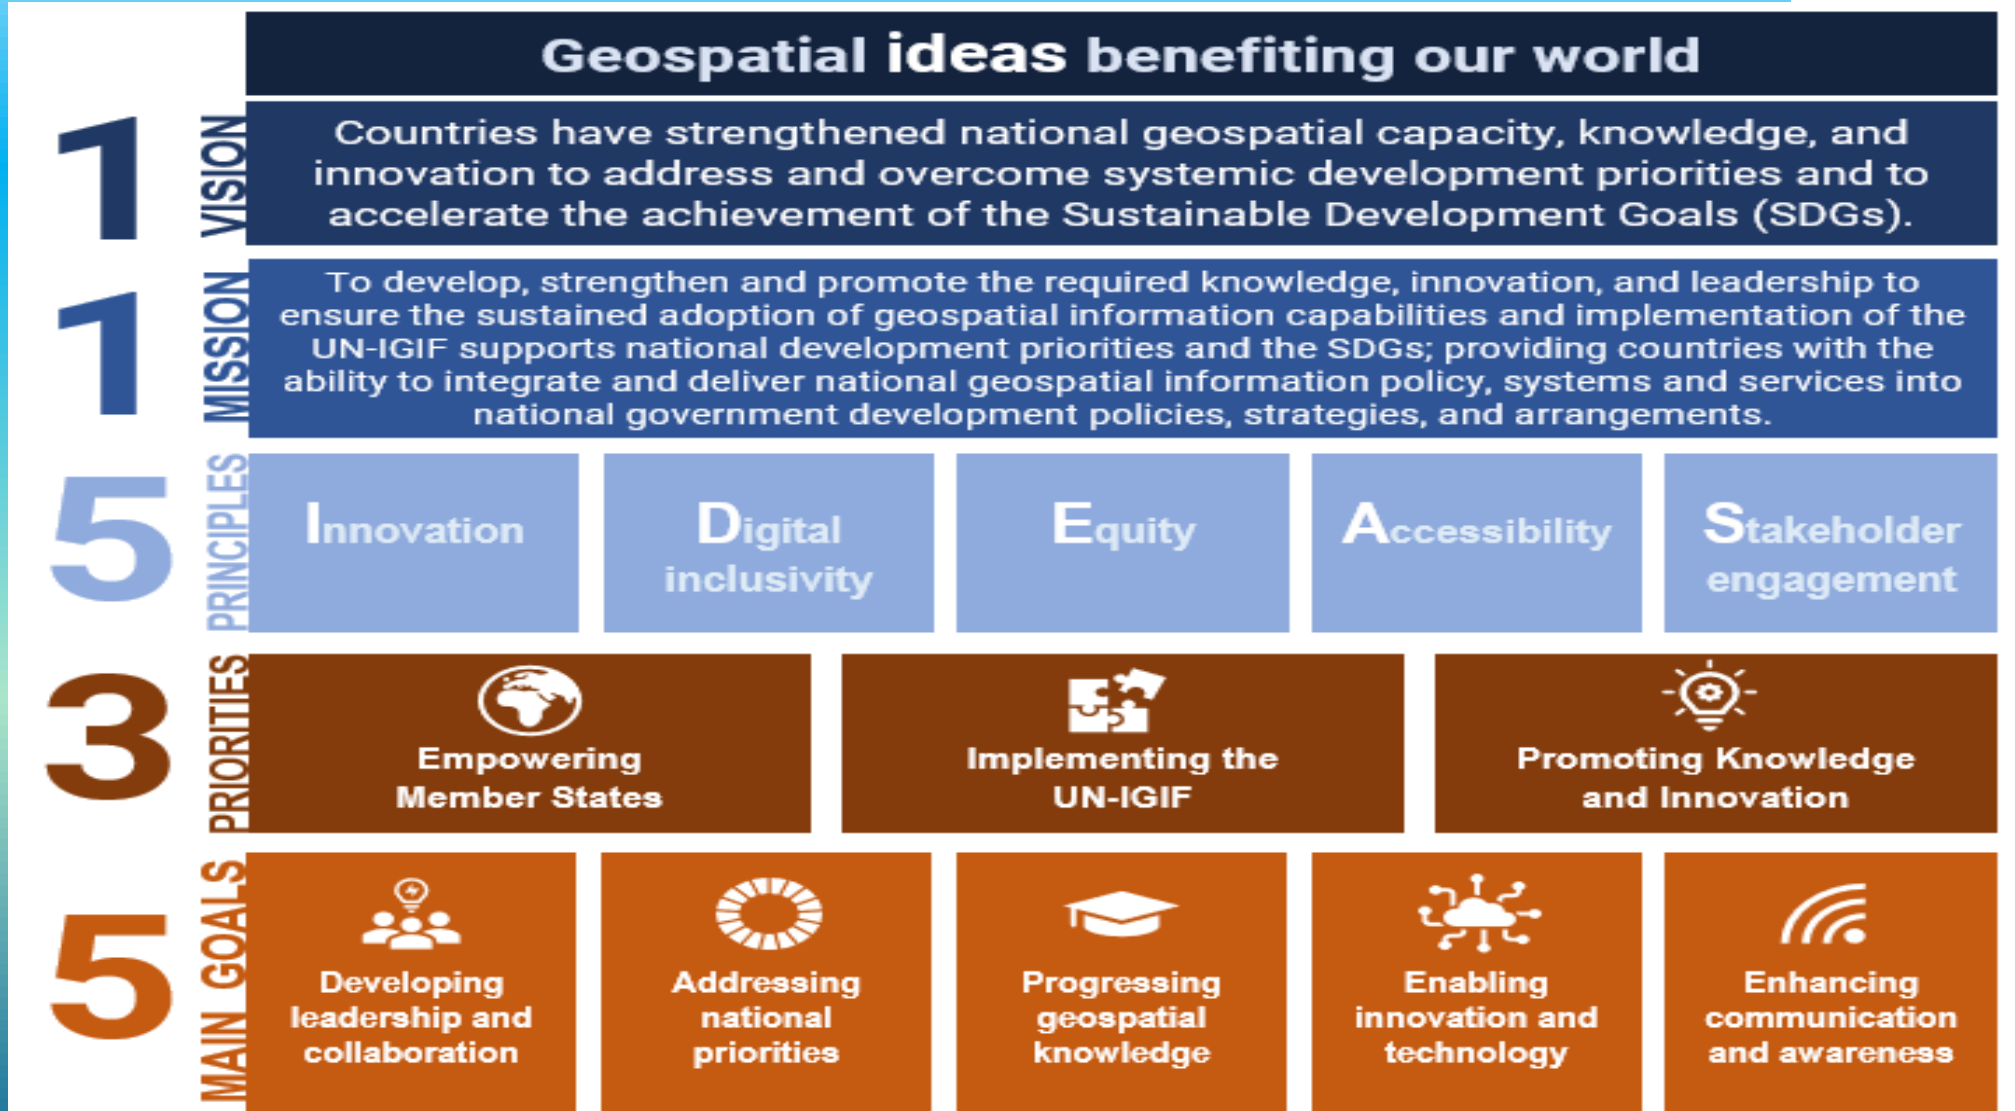 Geospatial ideas benefiting our world
1
VISION
Countries have strengthened national geospatial capacity, knowledge, and
innovation to address and overcome systemic development priorities and to
accelerate the achievement of the Sustainable Development Goals (SDGs).
1
MISSION
To develop, strengthen and promote the required knowledge, innovation, and leadership to
ensure the sustained adoption of geospatial information capabilities and implementation of the
UN-IGIF supports national development priorities and the SDGs; providing countries with the
ability to integrate and deliver national geospatial information policy, systems and services into
national government development policies, strategies, and arrangements.
5
PRINCIPLES
Innovation
Digital
inclusivity
Equity
Accessibility
Stakeholder
engagement
3
PRIORITIES
Empowering
Member States
Implementing the
UN-IGIF
Promoting Knowledge
and Innovation
5
MAIN GOALS
Developing
leadership and
collaboration
Addressing
national
priorities
Progressing
geospatial
knowledge
Enabling
innovation and
technology
Enhancing
communication
and awareness